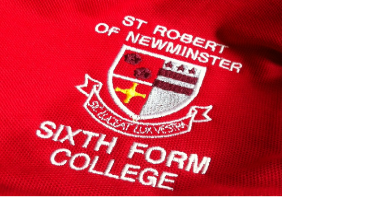 ST ROBERT
OF NEWMINSTER
SIC LUCEAT LUX VESTRA
SIXTH FORM
COLLEGE